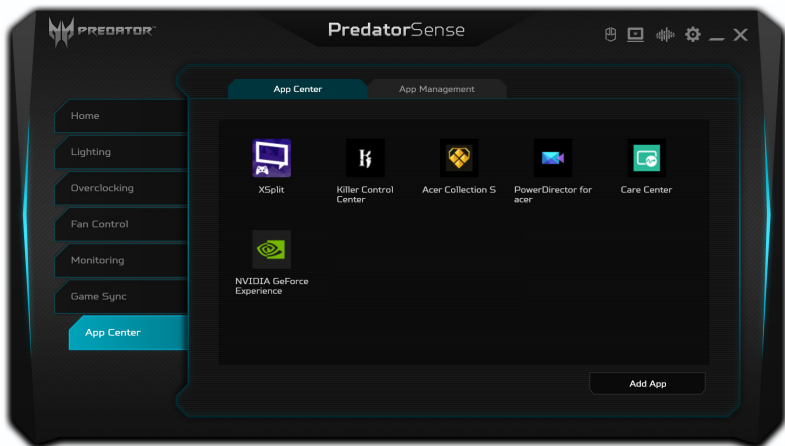 PREDATOR
PredatorSense
App Center
App Management
Home
Lighting
Overclocking
Fan Control
Monitoring
Game Sync
App Center
XSplit
Killer Control
Center
Acer Collection S
PowerDirector for
acer
Care Center
NVIDIA GeForce
Experience
Add App